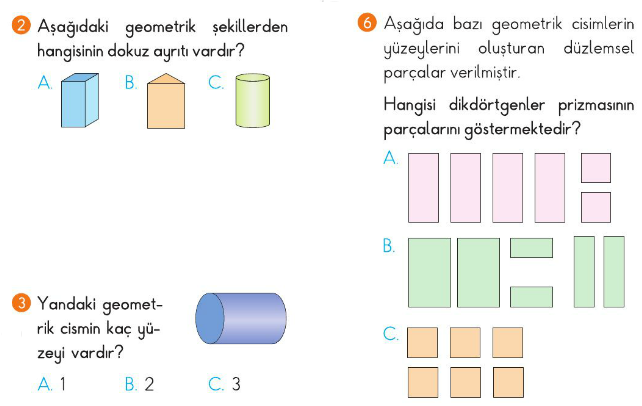 2 Aşağıdaki geometrik şekillerden
hangisinin dokuz ayrıtı vardır?
A. B. C.
3 Yandaki geomet-
rik cismin kaç yü-
zeyi vardır?
A. 1 B. 2 C. 3
6 Aşağıda bazı geometrik cisimlerin
yüzeylerini oluşturan düzlemsel
parçalar verilmiştir.
Hangisi dikdörtgenler prizmasının
parçalarını göstermektedir?
A.
B.
C.